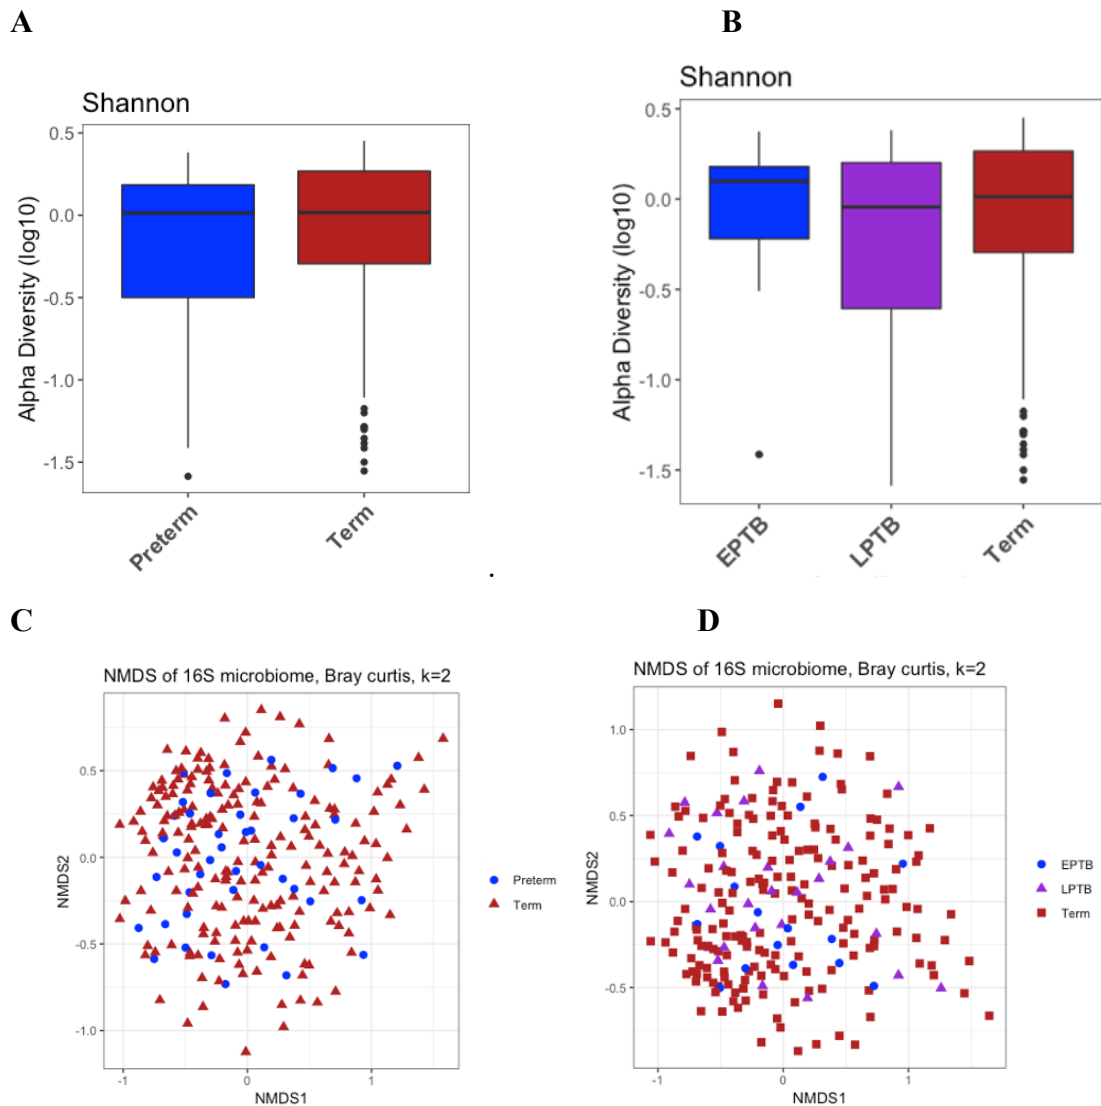 A
B
Shannon
Alpha Diversity (log10)
0.5
0.0
-0.5
-1.0
-1.5
Preterm
Term
Shannon
Alpha Diversity (log10)
0.5
0.0
-0.5
-1.0
-1.5
EPTB
LPTB
Term
.
C
D
NMDS of 16S microbiome, Bray curtis, k=2
NMDS2
0.5
0.0
-0.5
-1.0
-1
0
1
NMDS1
Preterm
Term
NMDS of 16S microbiome, Bray curtis, k=2
NMDS2
1.0
0.5
0.0
-0.5
-1
0
1
NMDS1
EPTB
LPTB
Term